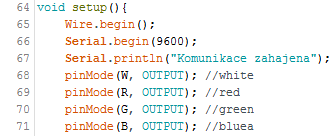 64 void setup(){
65 Wire.begin();
66 Serial.begin(9600);
67 Serial.println("Komunikace zahajena");
68 pinMode(W, OUTPUT); //white
69 pinMode(R, OUTPUT); //red
70 pinMode(G, OUTPUT); //green
71 pinMode(B, OUTPUT); //bluea